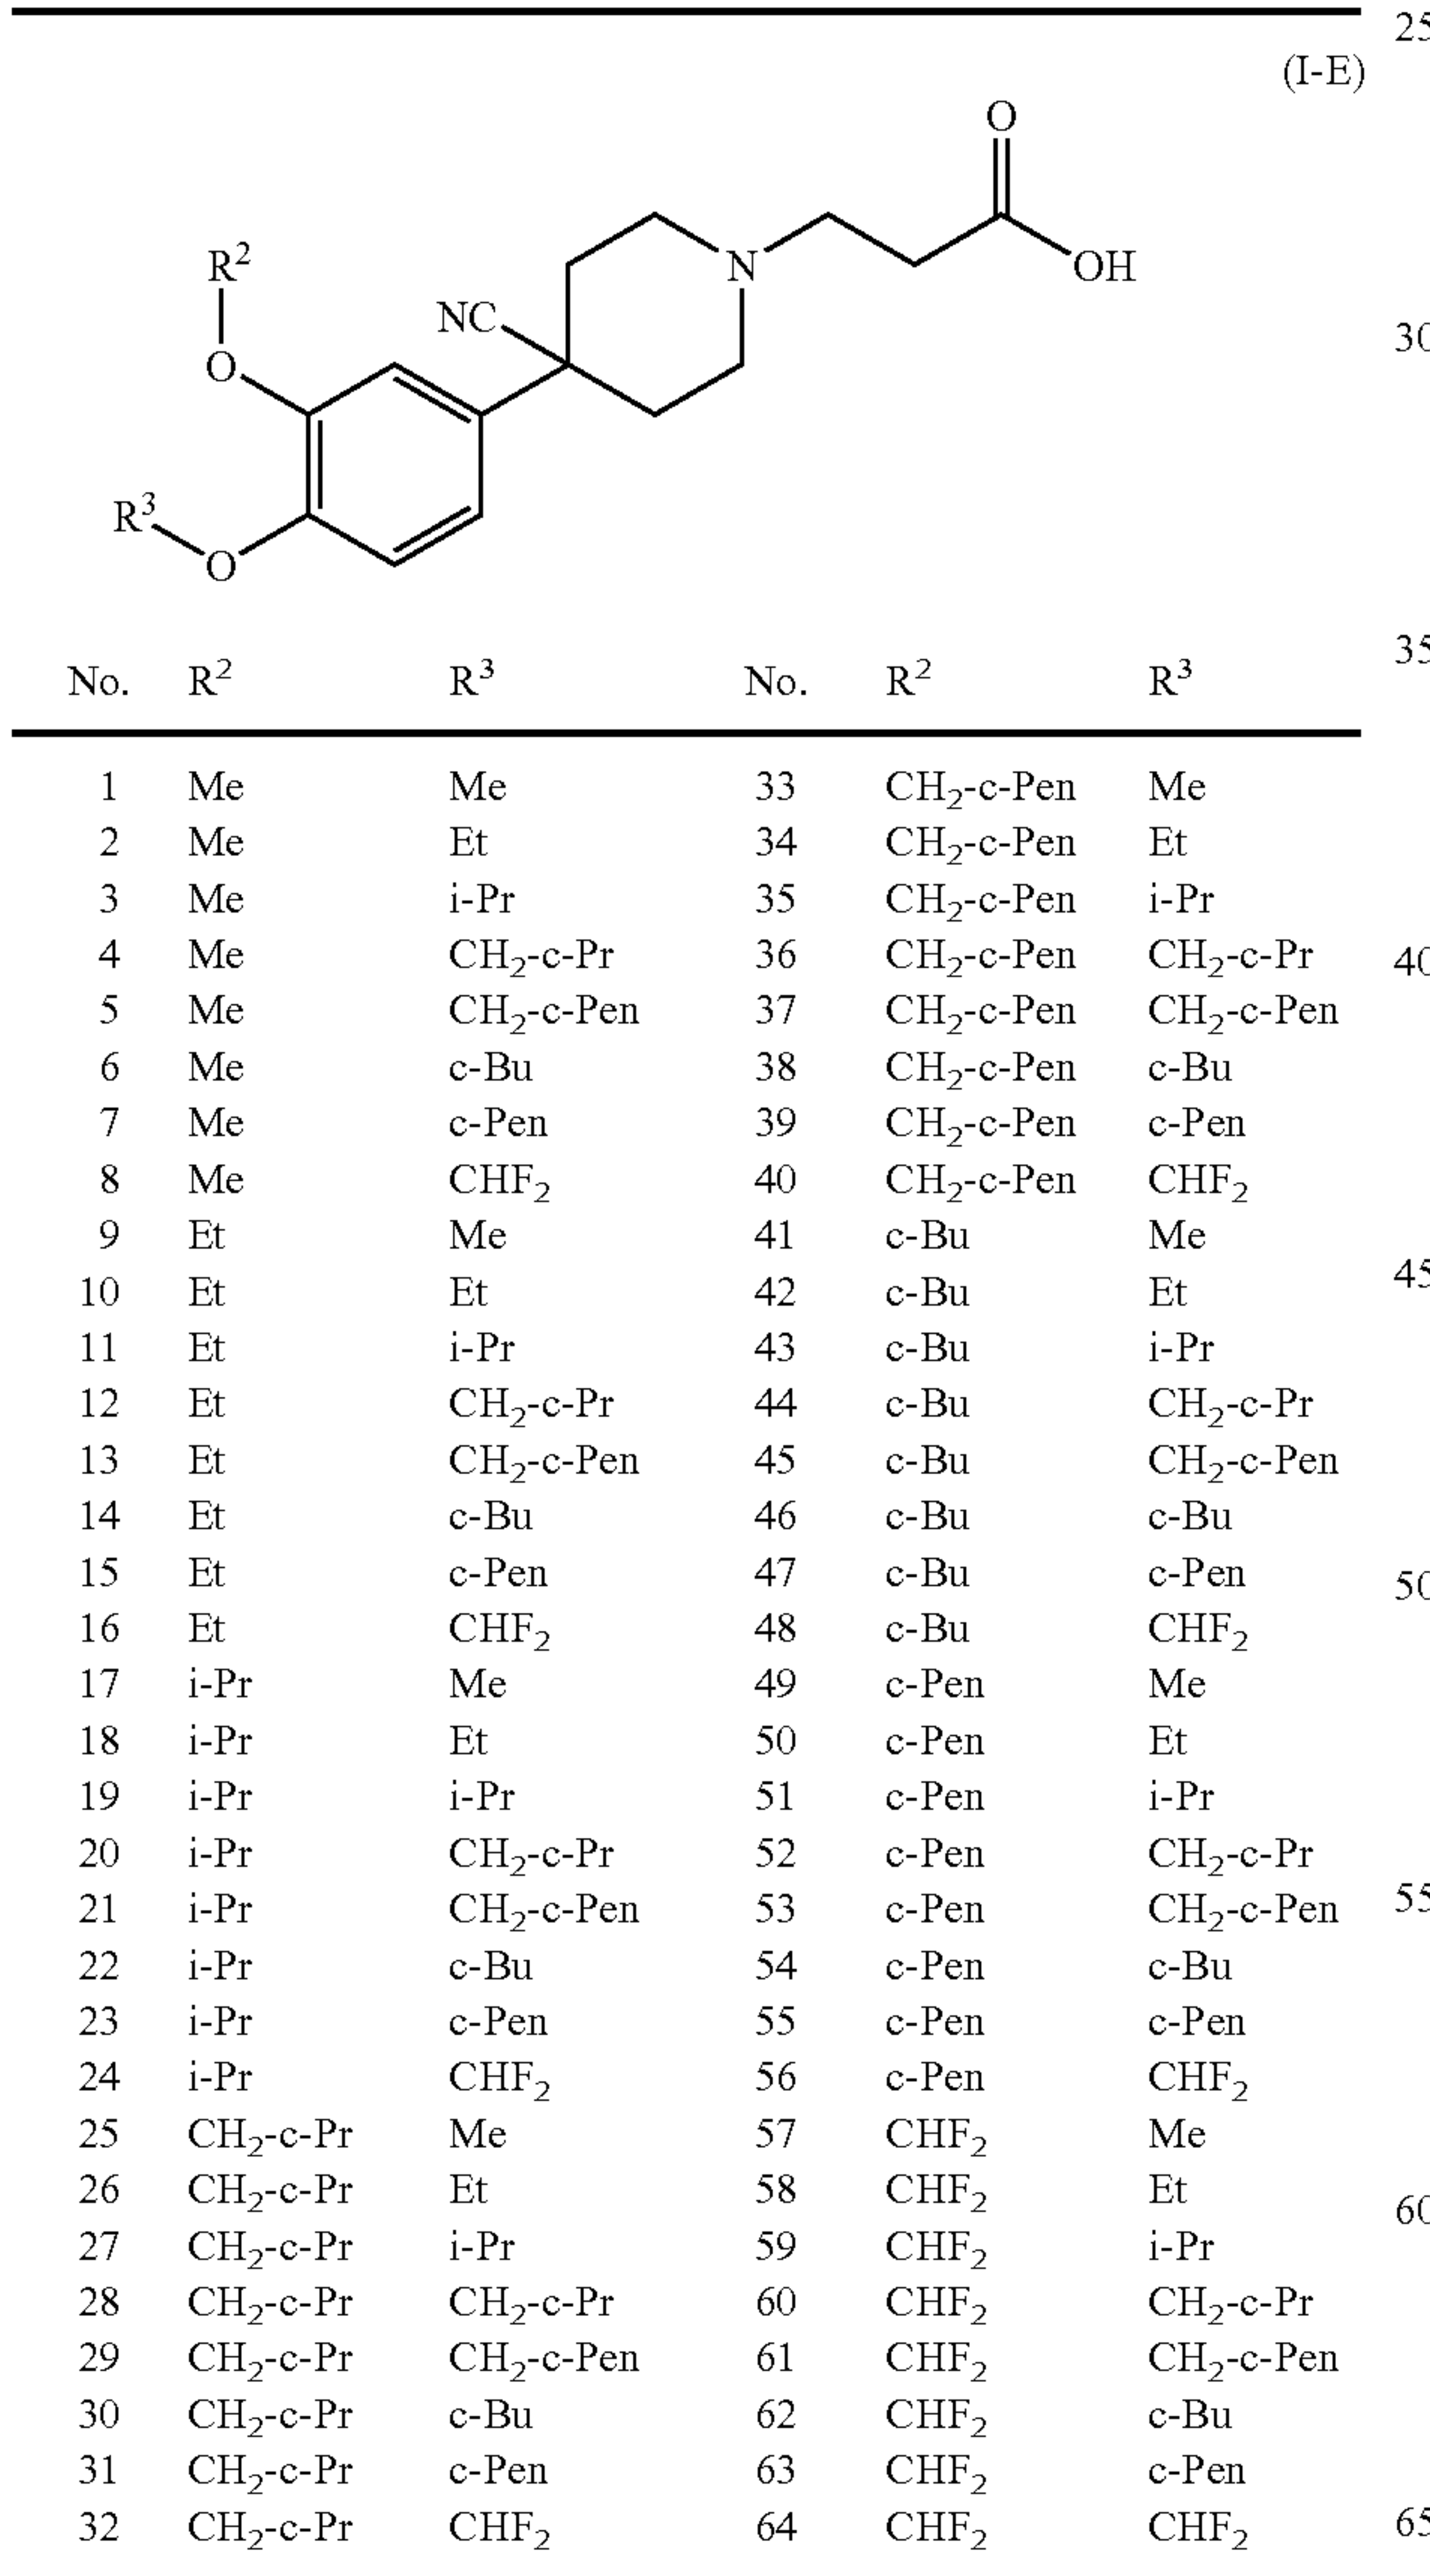 25
(I-E)
O
R² N OH
NC
O
30
R³
O
35
No. R² R³ No. R² R³
1 Me Me 33 CH₂-c-Pen Me
2 Me Et 34 CH₂-c-Pen Et
3 Me i-Pr 35 CH₂-c-Pen i-Pr
4 Me CH₂-c-Pr 36 CH₂-c-Pen CH₂-c-Pr 40
5 Me CH₂-c-Pen 37 CH₂-c-Pen CH₂-c-Pen
6 Me c-Bu 38 CH₂-c-Pen c-Bu
7 Me c-Pen 39 CH₂-c-Pen c-Pen
8 Me CHF₂ 40 CH₂-c-Pen CHF₂
9 Et Me 41 c-Bu Me
10 Et Et 42 c-Bu Et 45
11 Et i-Pr 43 c-Bu i-Pr
12 Et CH₂-c-Pr 44 c-Bu CH₂-c-Pr
13 Et CH₂-c-Pen 45 c-Bu CH₂-c-Pen
14 Et c-Bu 46 c-Bu c-Bu
15 Et c-Pen 47 c-Bu c-Pen 50
16 Et CHF₂ 48 c-Bu CHF₂
17 i-Pr Me 49 c-Pen Me
18 i-Pr Et 50 c-Pen Et
19 i-Pr i-Pr 51 c-Pen i-Pr
20 i-Pr CH₂-c-Pr 52 c-Pen CH₂-c-Pr
21 i-Pr CH₂-c-Pen 53 c-Pen CH₂-c-Pen 55
22 i-Pr c-Bu 54 c-Pen c-Bu
23 i-Pr c-Pen 55 c-Pen c-Pen
24 i-Pr CHF₂ 56 c-Pen CHF₂
25 CH₂-c-Pr Me 57 CHF₂ Me
26 CH₂-c-Pr Et 58 CHF₂ Et 60
27 CH₂-c-Pr i-Pr 59 CHF₂ i-Pr
28 CH₂-c-Pr CH₂-c-Pr 60 CHF₂ CH₂-c-Pr
29 CH₂-c-Pr CH₂-c-Pen 61 CHF₂ CH₂-c-Pen
30 CH₂-c-Pr c-Bu 62 CHF₂ c-Bu
31 CH₂-c-Pr c-Pen 63 CHF₂ c-Pen
32 CH₂-c-Pr CHF₂ 64 CHF₂ CHF₂ 65